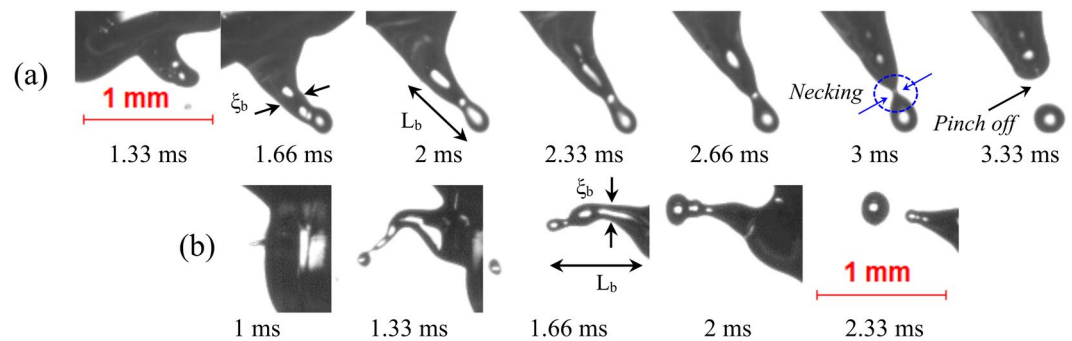 (a)
1 mm
ξb
Lb
Necking
Pinch off
1.33 ms
1.66 ms
2 ms
2.33 ms
2.66 ms
3 ms
3.33 ms
(b)
ξb
Lb
1 mm
1 ms
1.33 ms
1.66 ms
2 ms
2.33 ms